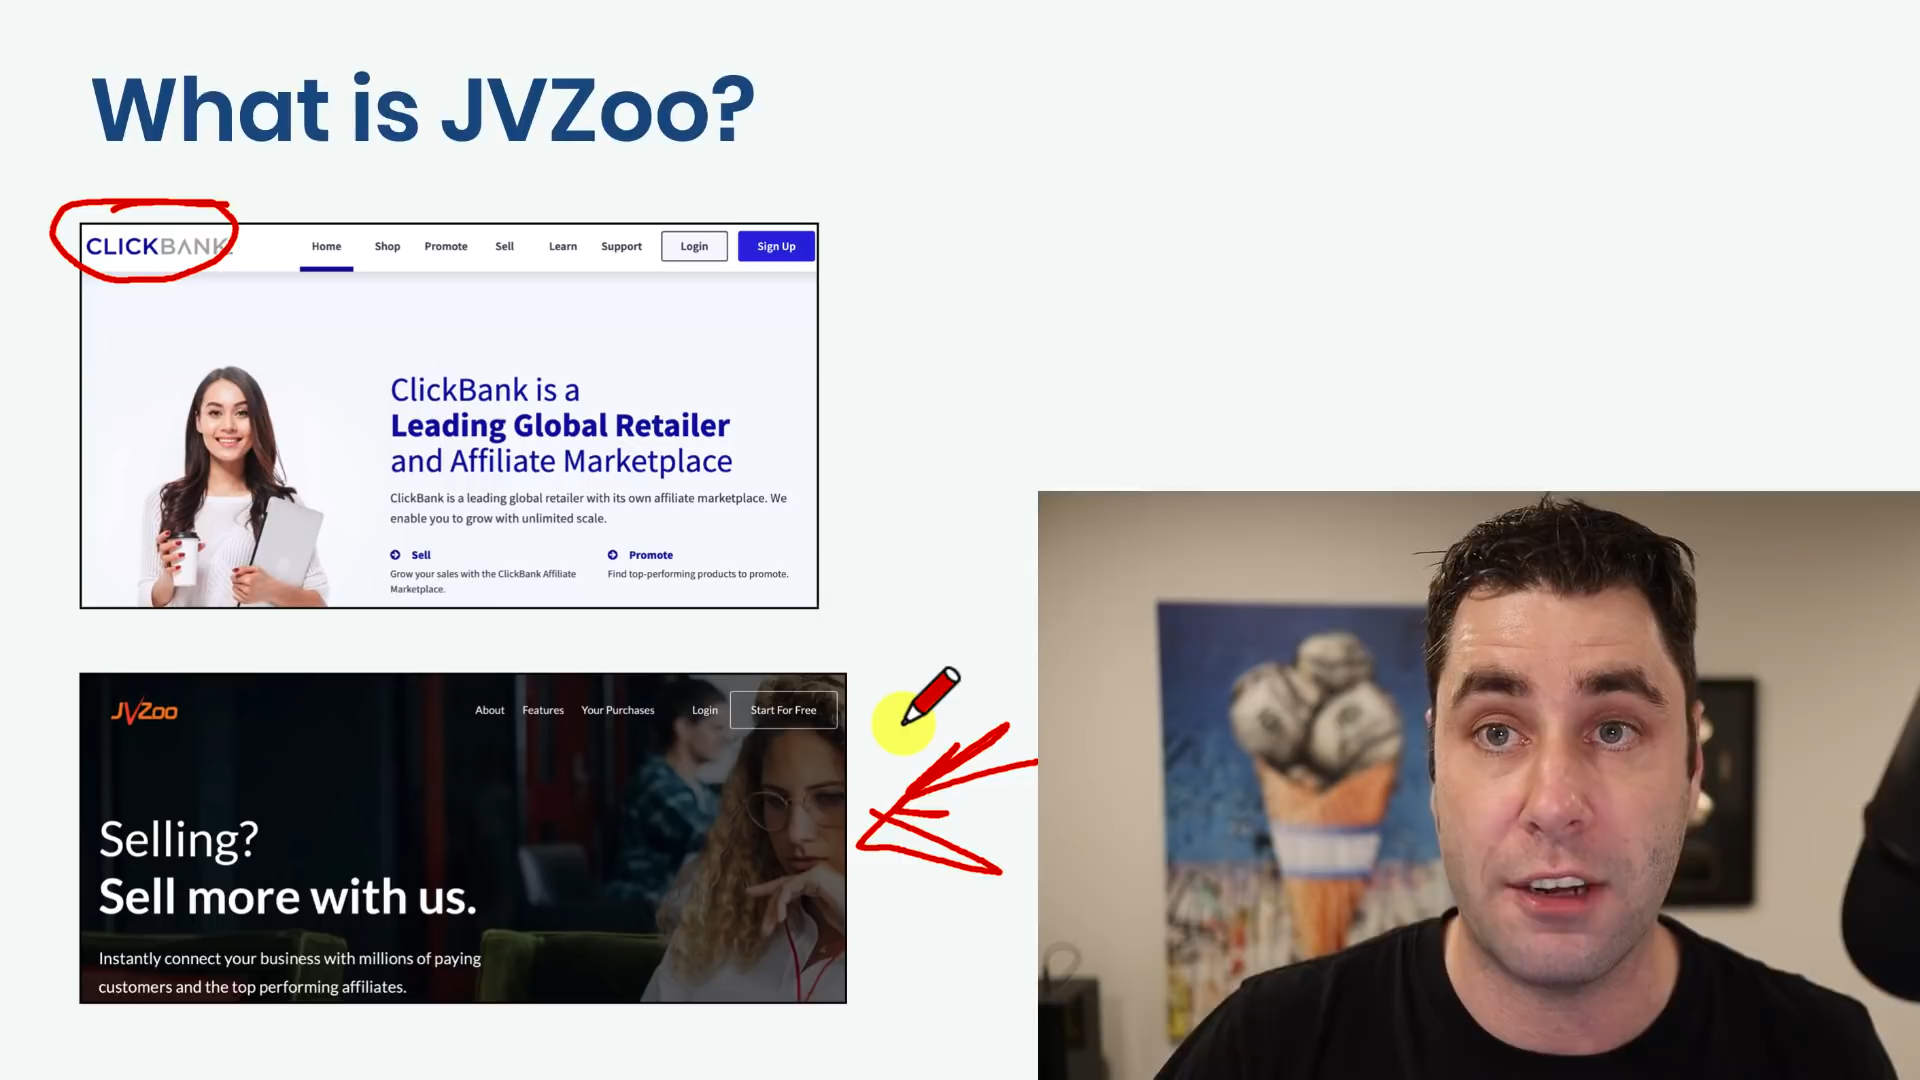 What is JVZoo?
CLICKBANK
Home Shop Promote Sell Learn Support Login Sign Up
ClickBank is a
Leading Global Retailer
and Affiliate Marketplace
ClickBank is a leading global retailer with its own affiliate marketplace. We
enable you to grow with unlimited scale.
Sell
Grow your sales with the ClickBank Affiliate
Marketplace.
Promote
Find top-performing products to promote.
JVZoo
About Features Your Purchases Login Start For Free
Selling?
Sell more with us.
Instantly connect your business with millions of paying
customers and the top performing affiliates.